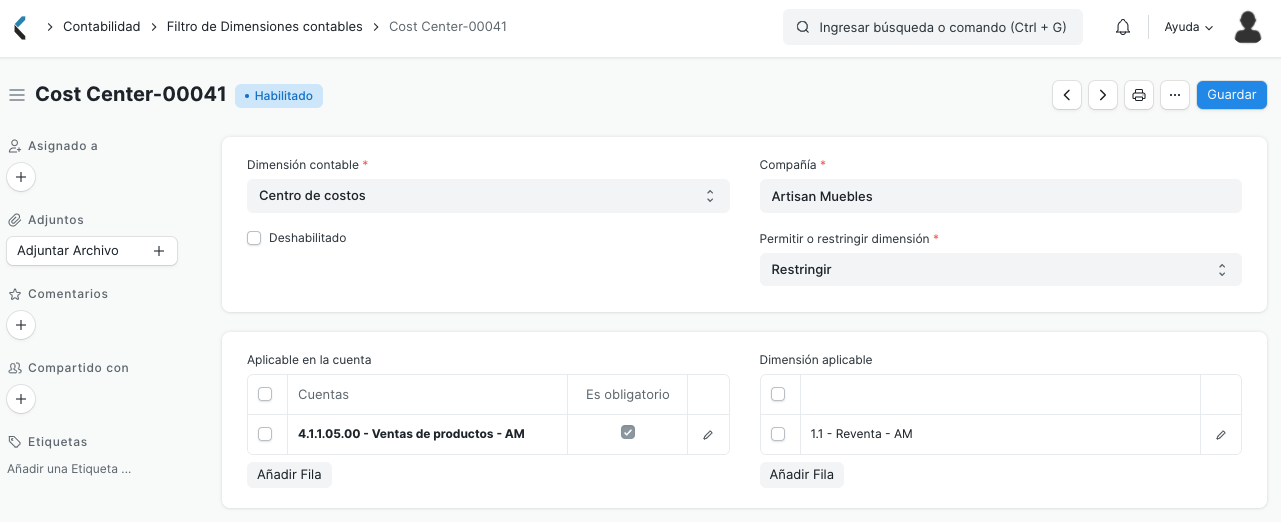 Contabilidad
Filtro de Dimensiones contables
Cost Center-00041
Ingresar búsqueda o comando (Ctrl + G)
Ayuda
Cost Center-00041
Habilitado
Guardar
Asignado a
Adjuntos
Adjuntar Archivo
Comentarios
Compartido con
Etiquetas
Añadir una Etiqueta ...
Dimensión contable *
Centro de costos
Deshabilitado
Compañía *
Artisan Muebles
Permitir o restringir dimensión *
Restringir
Aplicable en la cuenta
Cuentas Es obligatorio
4.1.1.05.00 - Ventas de productos - AM
Añadir Fila
Dimensión aplicable
1.1 - Reventa - AM
Añadir Fila